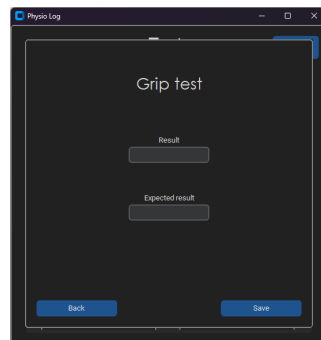 Physio Log
Grip test
Result
Expected result
Back
Save